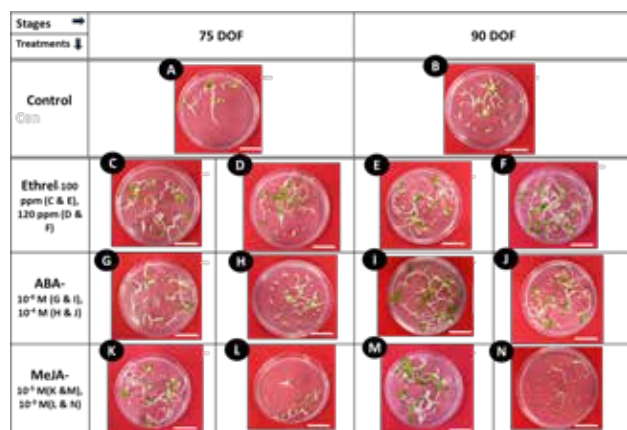 Stages
Treatments
75 DOF
90 DOF
Control
A
B
Ethrel-100
ppm (C & E),
120 ppm (D &
F)
C
D
E
F
ABA-
M (G & I),
M (H & J)
G
H
I
J
MeJA-
M(K &M),
M(L & N)
K
L
M
N